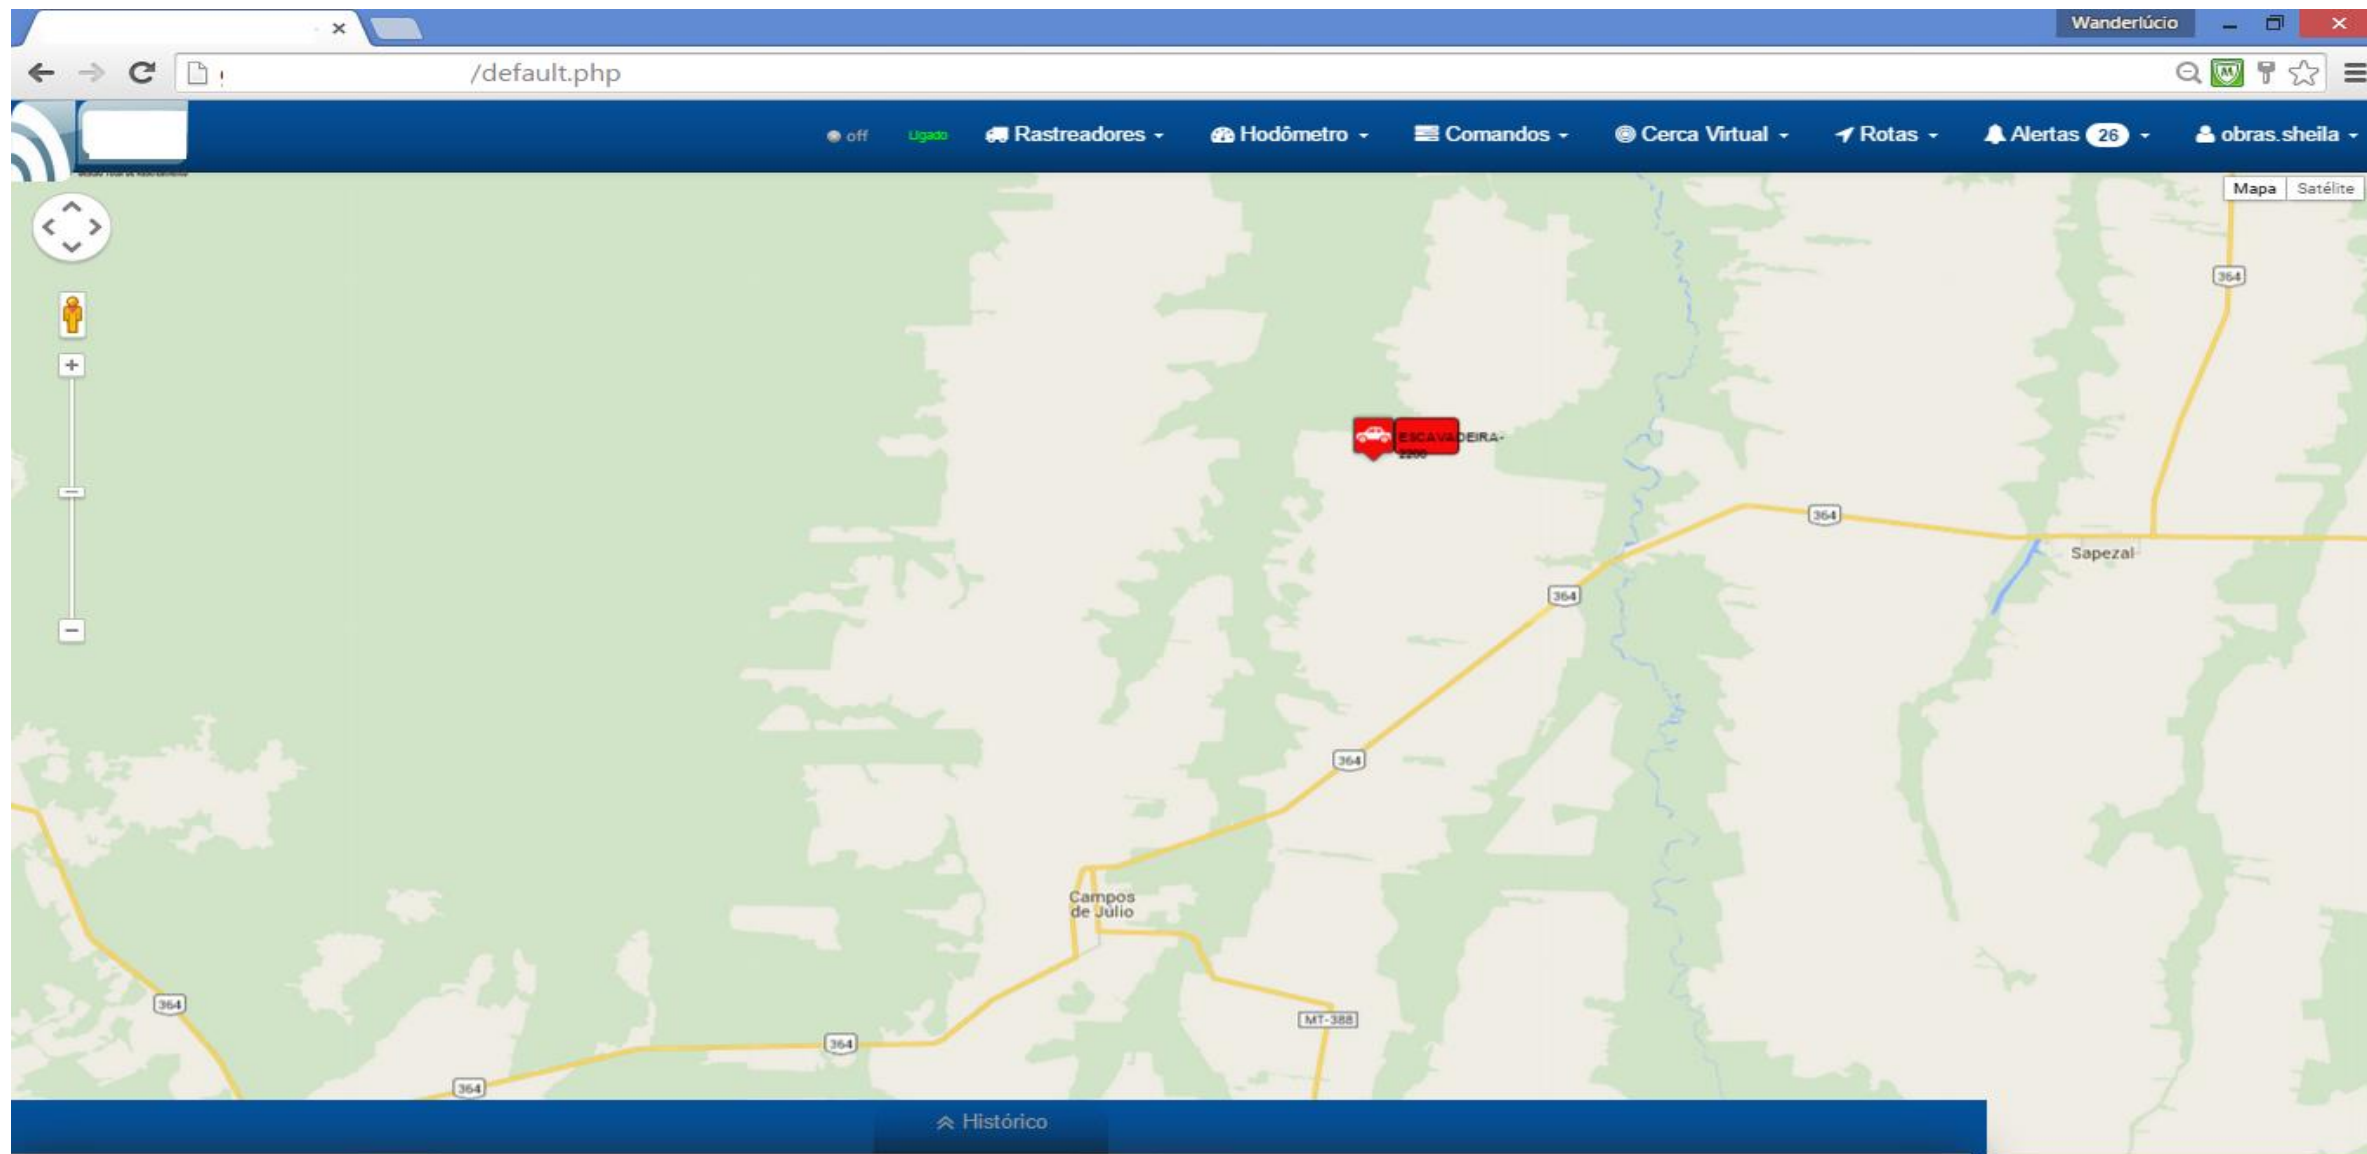 Wanderlúcio
/default.php
off Ligado Rastreadores Hodômetro Comandos Cerca Virtual Rotas Alertas 26 obras.sheila
Mapa Satélite
364
ESCAVADEIRA-
2200
364
Sapezal
364
364
Campos
de Júlio
364
MT-388
364
364
Histórico